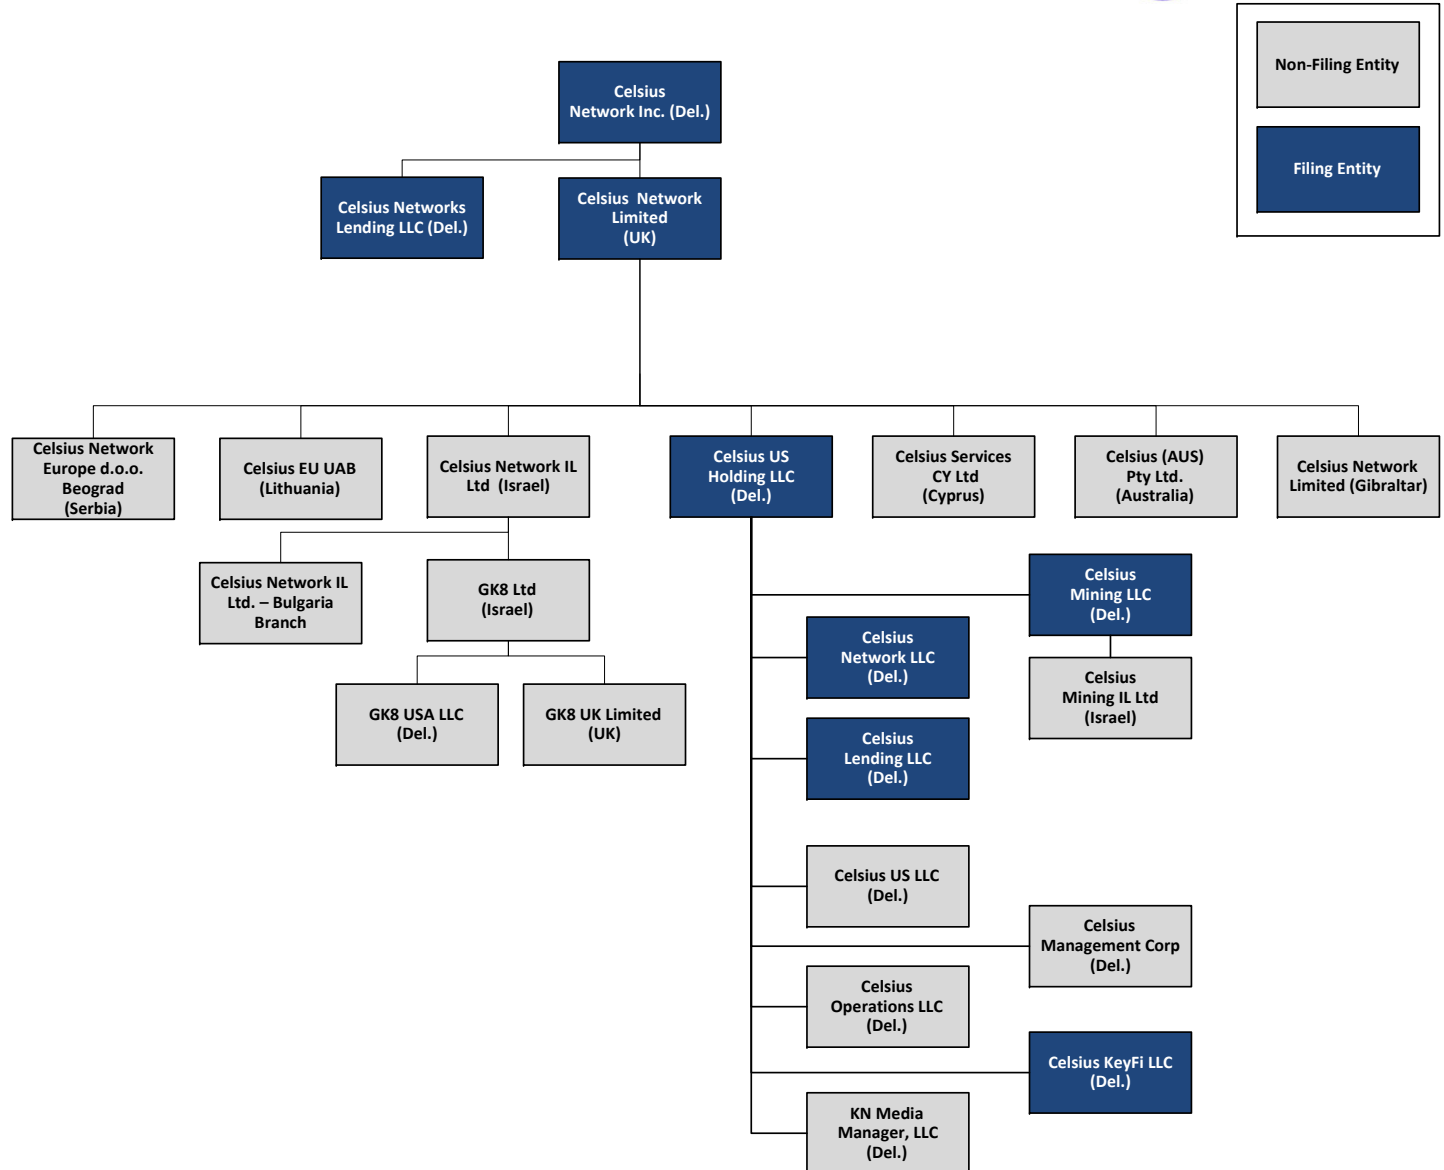 Non-Filing Entity
Filing Entity
Celsius
Network Inc. (Del.)
Celsius Networks
Lending LLC (Del.)
Celsius Network
Limited
(UK)
Celsius Network
Europe d.o.o.
Beograd
(Serbia)
Celsius EU UAB
(Lithuania)
Celsius Network IL
Ltd (Israel)
Celsius US
Holding LLC
(Del.)
Celsius Services
CY Ltd
(Cyprus)
Celsius (AUS)
Pty Ltd.
(Australia)
Celsius Network
Limited (Gibraltar)
Celsius Network IL
Ltd. – Bulgaria
Branch
GK8 Ltd
(Israel)
GK8 USA LLC
(Del.)
GK8 UK Limited
(UK)
Celsius
Mining LLC
(Del.)
Celsius
Network LLC
(Del.)
Celsius
Mining IL Ltd
(Israel)
Celsius
Lending LLC
(Del.)
Celsius US LLC
(Del.)
Celsius
Management Corp
(Del.)
Celsius
Operations LLC
(Del.)
Celsius KeyFi LLC
(Del.)
KN Media
Manager, LLC
(Del.)